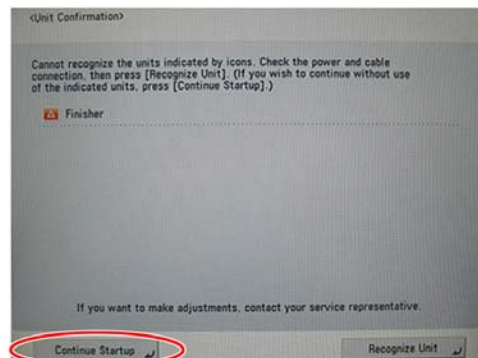 <Unit Confirmation>
Cannot recognize the units indicated by icons. Check the power and cable
connection, then press [Recognize Unit]. (If you wish to continue without use
of the indicated units, press [Continue Startup].)
Finisher
If you want to make adjustments, contact your service representative.
Continue Startup
Recognize Unit